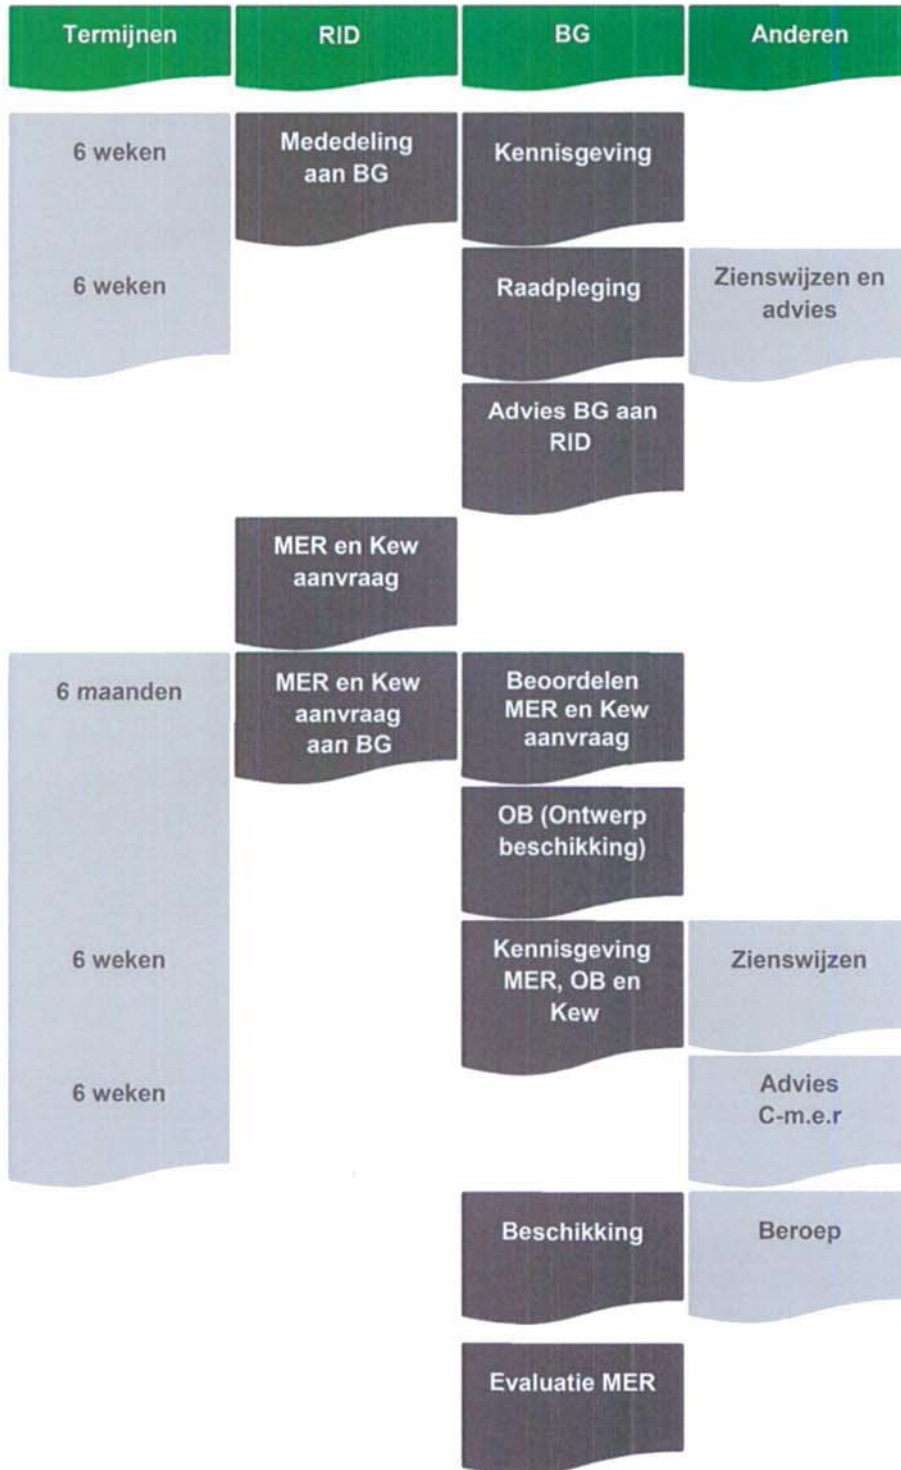 Termijnen
RID
BG
Anderen
6 weken
Mededeling
aan BG
Kennisgeving
6 weken
Raadpleging
Zienswijzen en
advies
Advies BG aan
RID
MER en Kew
aanvraag
6 maanden
MER en Kew
aanvraag
aan BG
Beoordelen
MER en Kew
aanvraag
OB (Ontwerp
beschikking)
6 weken
Kennisgeving
MER, OB en
Kew
Zienswijzen
6 weken
Advies
C-m.e.r
Beschikking
Beroep
Evaluatie MER